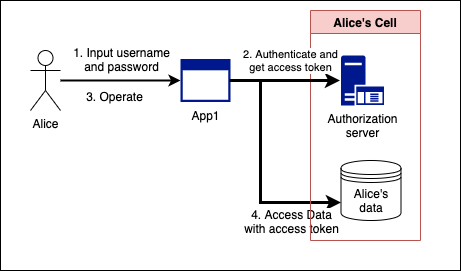 Alice's Cell
1. Input username
and password
2. Authenticate and
get access token
3. Operate
Alice
App1
Authorization
server
Alice's
data
4. Access Data
with access token